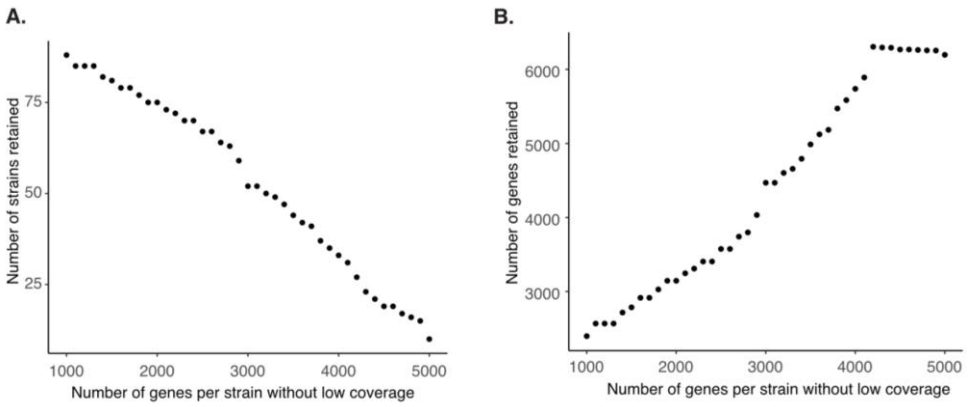 A.
Number of strains retained
75
50
25
1000 2000 3000 4000 5000
Number of genes per strain without low coverage
B.
Number of genes retained
6000
5000
4000
3000
1000 2000 3000 4000 5000
Number of genes per strain without low coverage